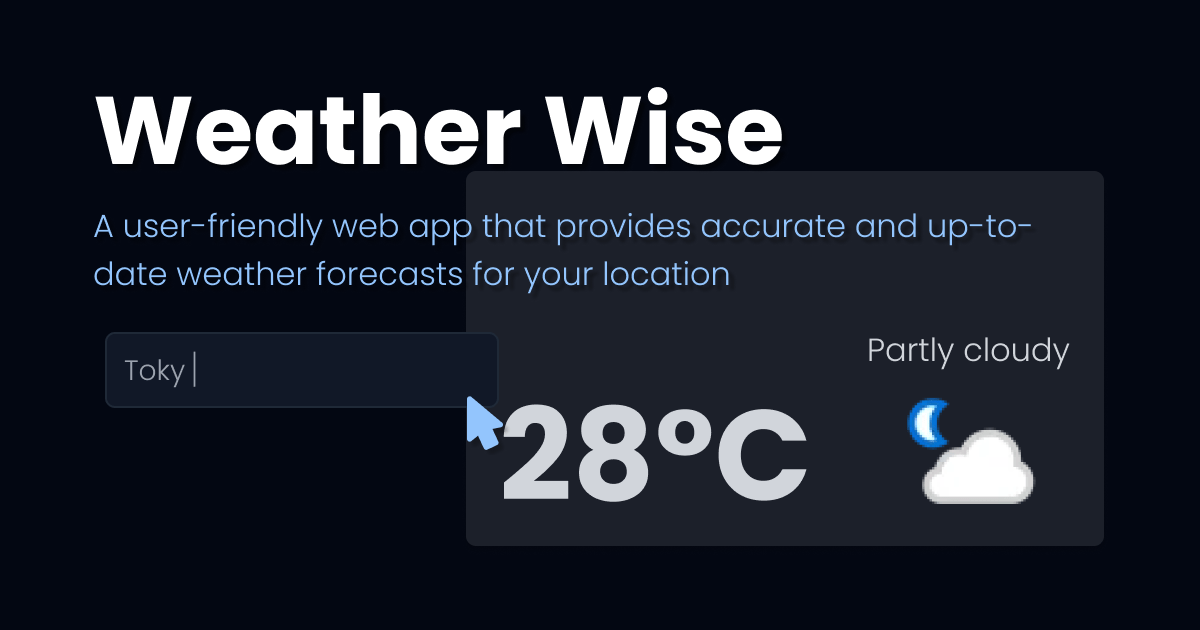 Weather Wise
A user-friendly web app that provides accurate and up-to-
date weather forecasts for your location
Toky
Partly cloudy
28°C